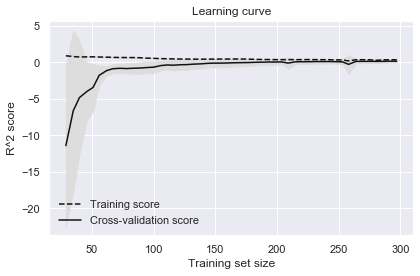 Learning curve
5
0
−5
−10
−15
−20
R^2 score
Training score
Cross-validation score
50 100 150 200 250 300
Training set size